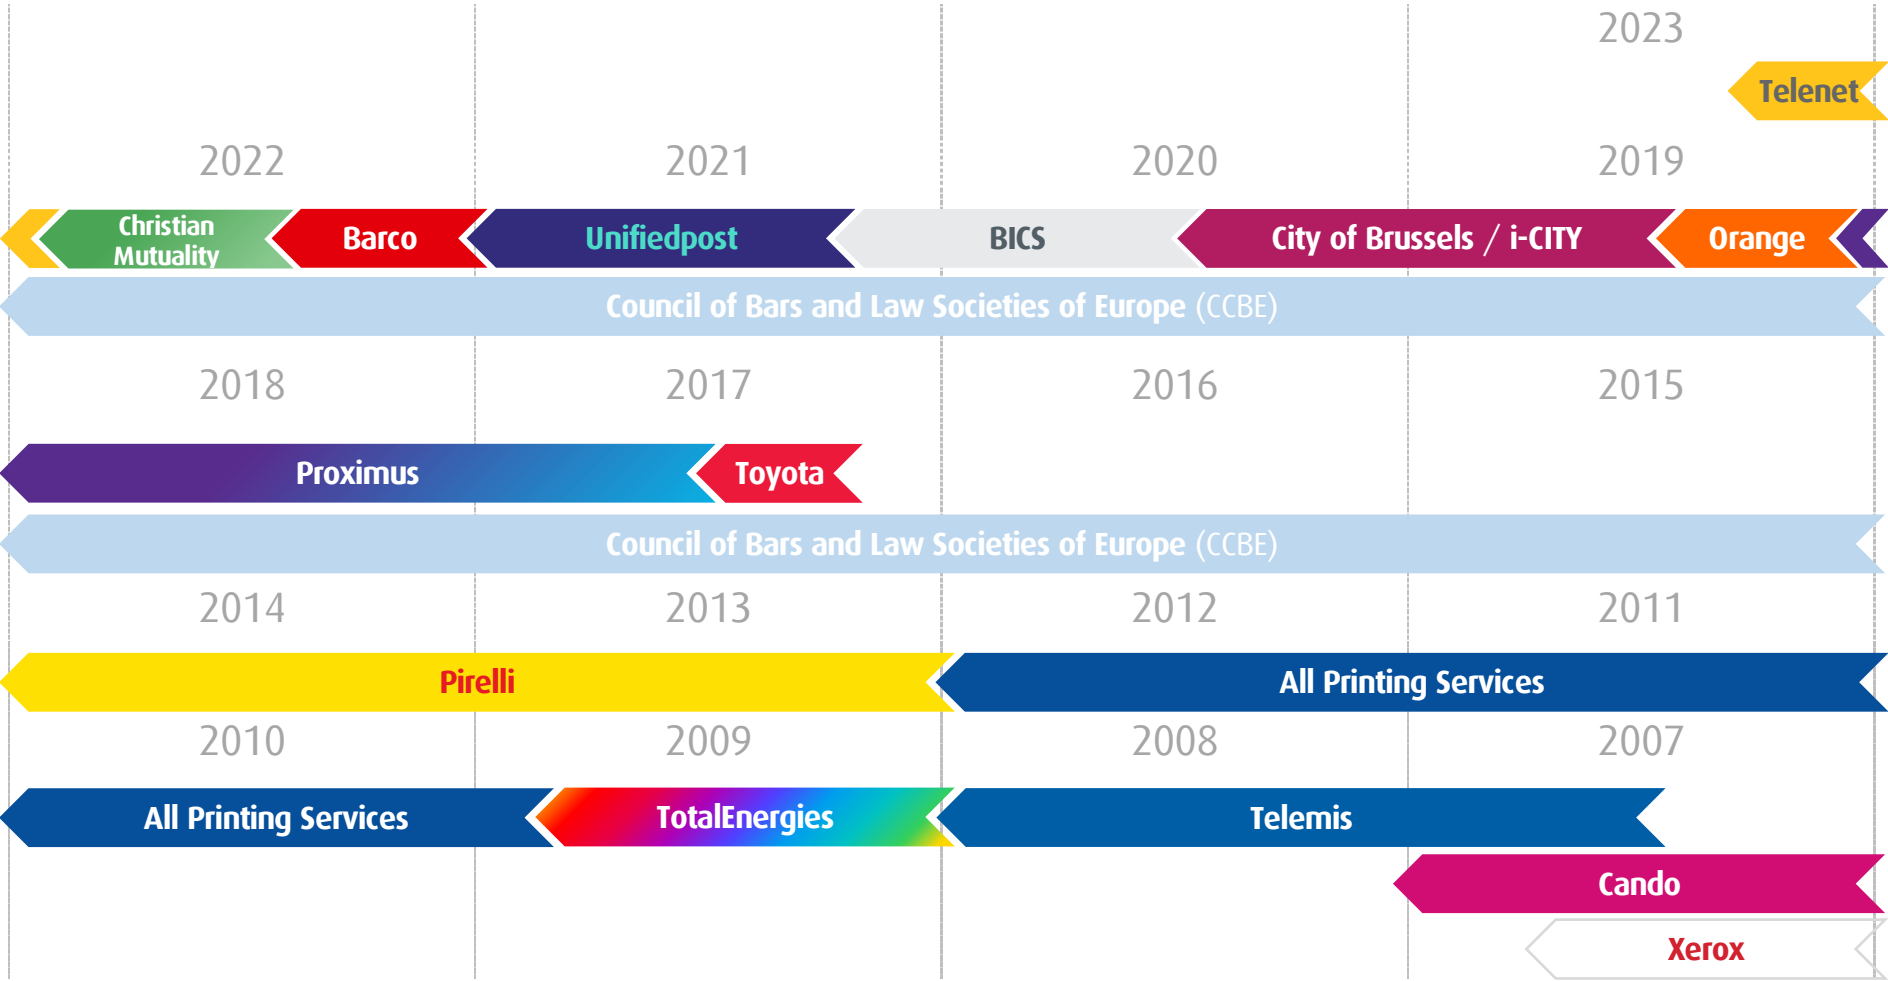 2023
Telenet
2022 2021 2020 2019
Christian
Mutuality
Barco
Unifiedpost
BICS
City of Brussels / i-CITY
Orange
Council of Bars and Law Societies of Europe (CCBE)
2018 2017 2016 2015
Proximus
Toyota
Council of Bars and Law Societies of Europe (CCBE)
2014 2013 2012 2011
Pirelli
All Printing Services
2010 2009 2008 2007
All Printing Services
TotalEnergies
Telemis
Cando
Xerox